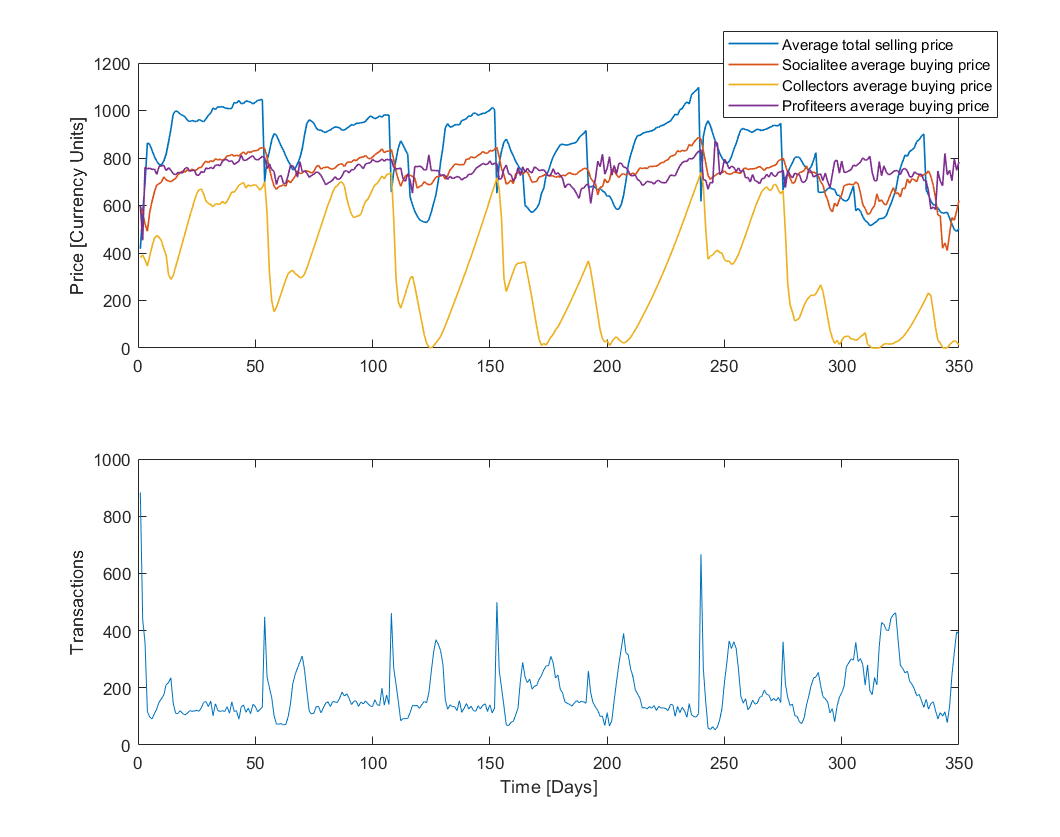 Average total selling price
Socialitee average buying price
Collectors average buying price
Profiteers average buying price
Price [Currency Units]
1200
1000
800
600
400
200
0
0 50 100 150 200 250 300 350
Transactions
1000
800
600
400
200
0
0 50 100 150 200 250 300 350
Time [Days]